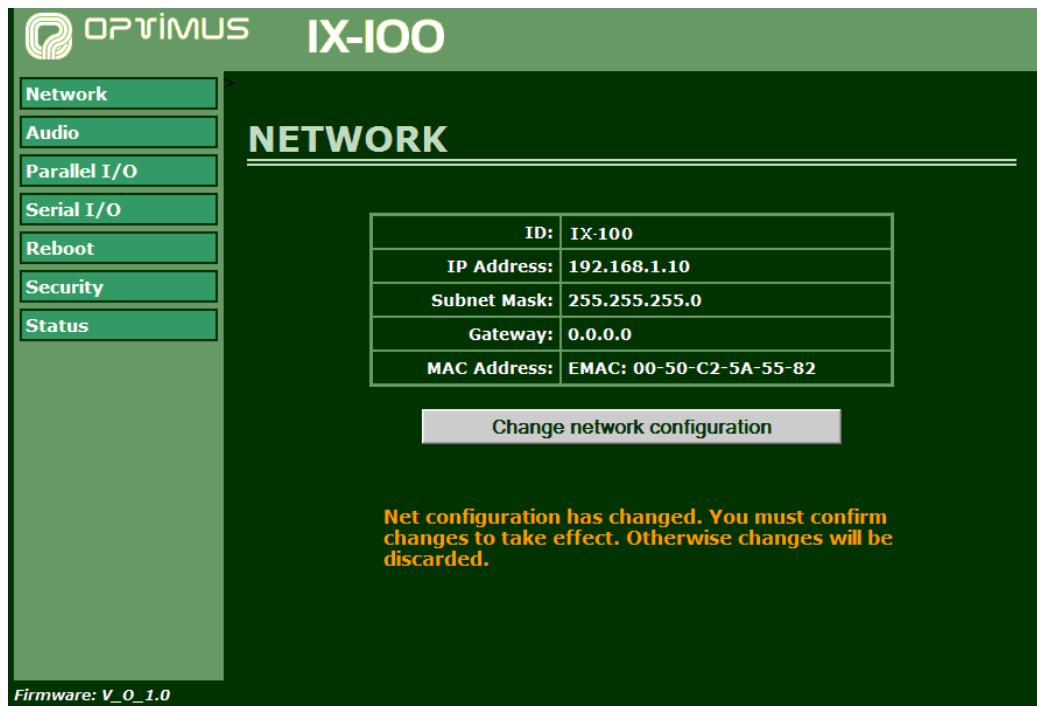 OPTIMUS IX-100
>
Network
Audio
Parallel I/O
Serial I/O
Reboot
Security
Status
NETWORK
ID: IX-100
IP Address: 192.168.1.10
Subnet Mask: 255.255.255.0
Gateway: 0.0.0.0
MAC Address: EMAC: 00-50-C2-5A-55-82
Change network configuration
Net configuration has changed. You must confirm
changes to take effect. Otherwise changes will be
discarded.
Firmware: V_O_1.0